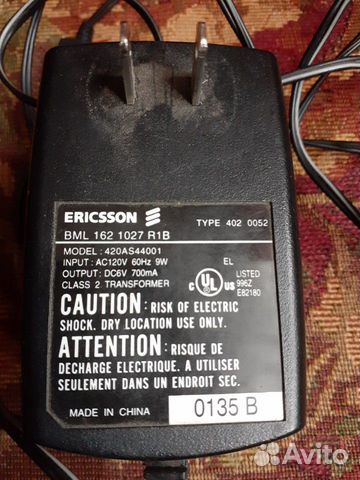 ERICSSON
TYPE 402 0052
BML 162 1027 R1B
MODEL : 420AS44001
INPUT : AC120V 60Hz 9W
OUTPUT : DC6V 700mA
CLASS 2 TRANSFORMER
EL
c UL US
LISTED
996Z
E82180
CAUTION : RISK OF ELECTRIC
SHOCK. DRY LOCATION USE ONLY.
ATTENTION : RISQUE DE
DECHARGE ELECTRIQUE. A UTILISER
SEULEMENT DANS UN ENDROIT SEC.
MADE IN CHINA
0135 B
Avito